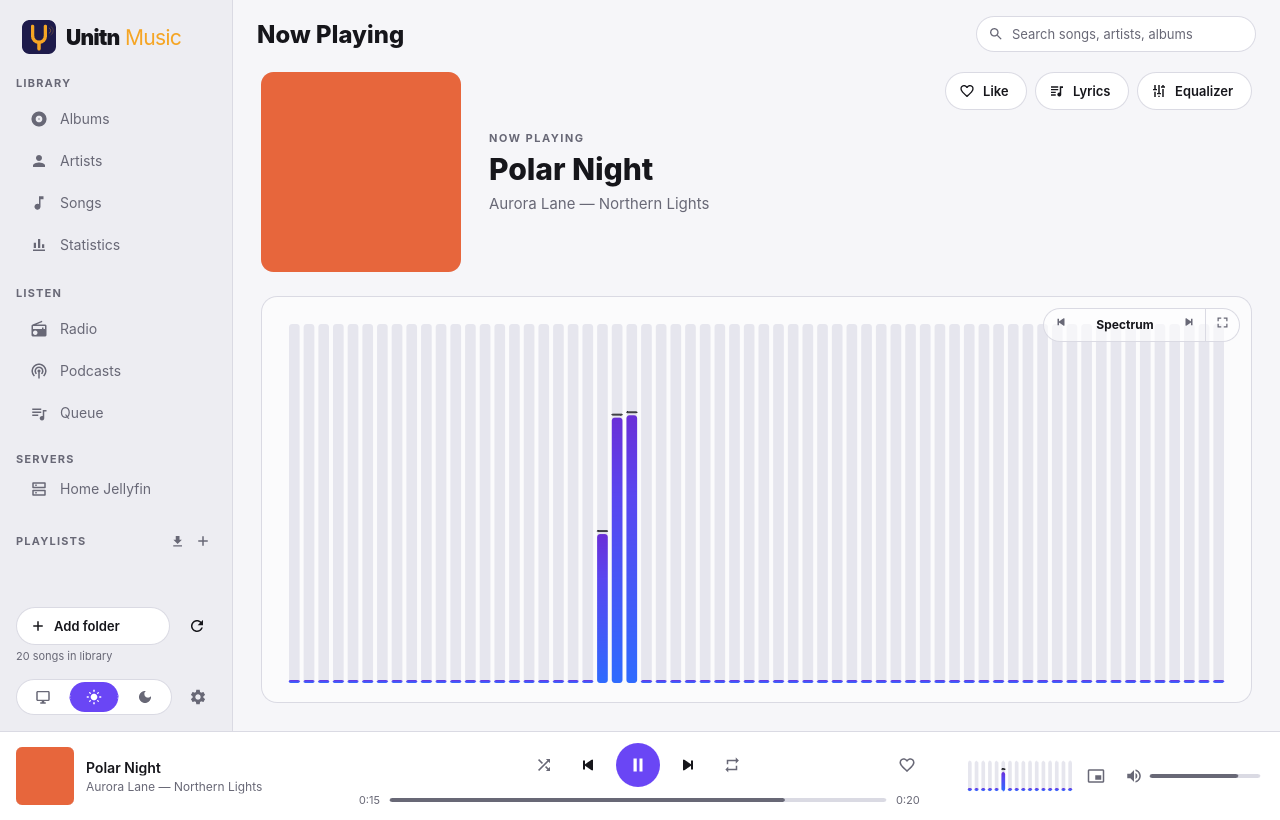 Unitn Music
LIBRARY
Albums
Artists
Songs
Statistics
LISTEN
Radio
Podcasts
Queue
SERVERS
Home Jellyfin
PLAYLISTS
Add folder
20 songs in library
Now Playing
Search songs, artists, albums
Like
Lyrics
Equalizer
NOW PLAYING
Polar Night
Aurora Lane — Northern Lights
Spectrum
Polar Night
Aurora Lane — Northern Lights
0:15
0:20